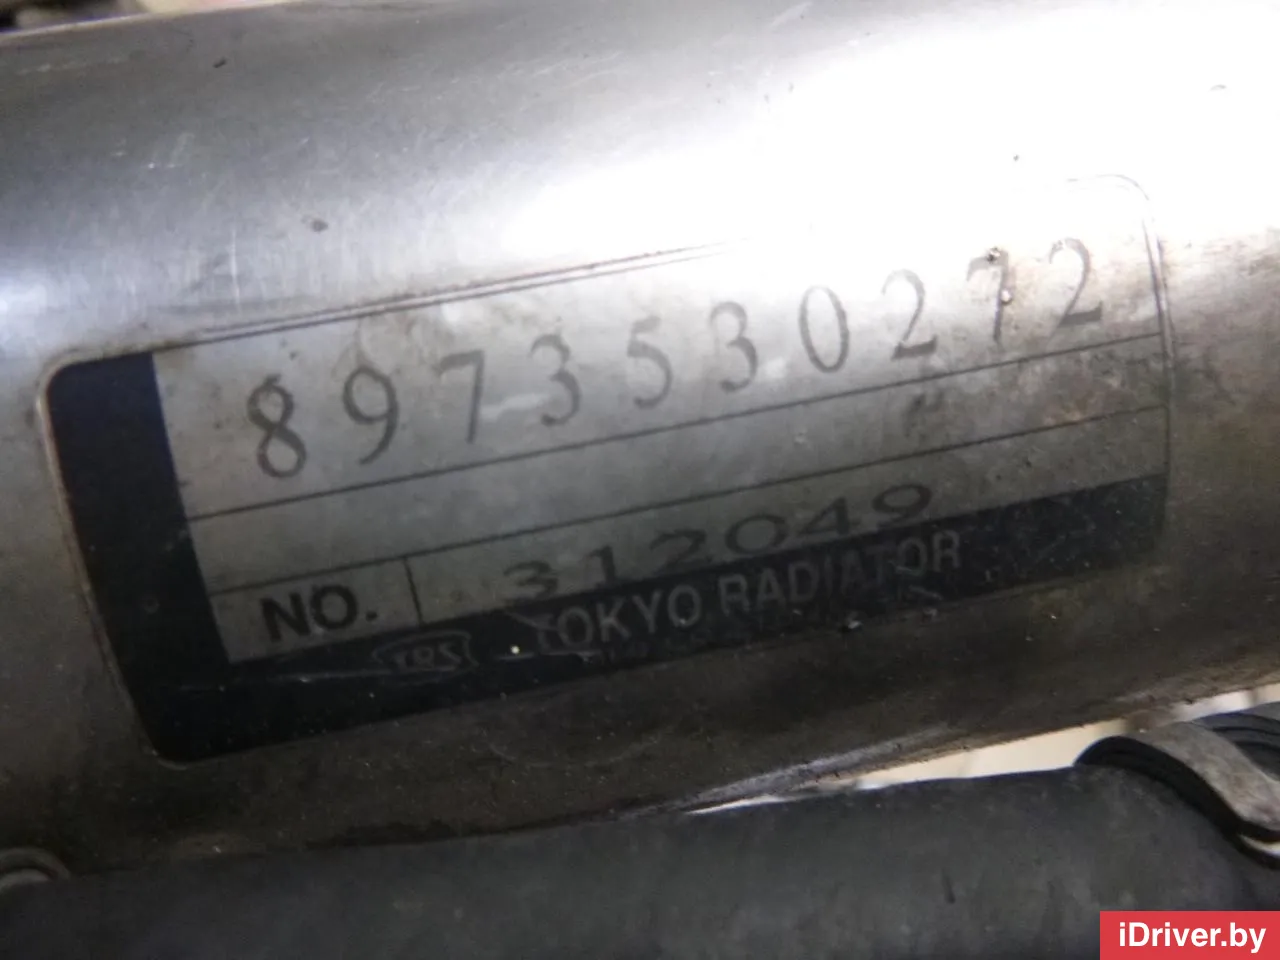 8973530272
NO. 312049
TRS TOKYO RADIATOR
iDriver.by